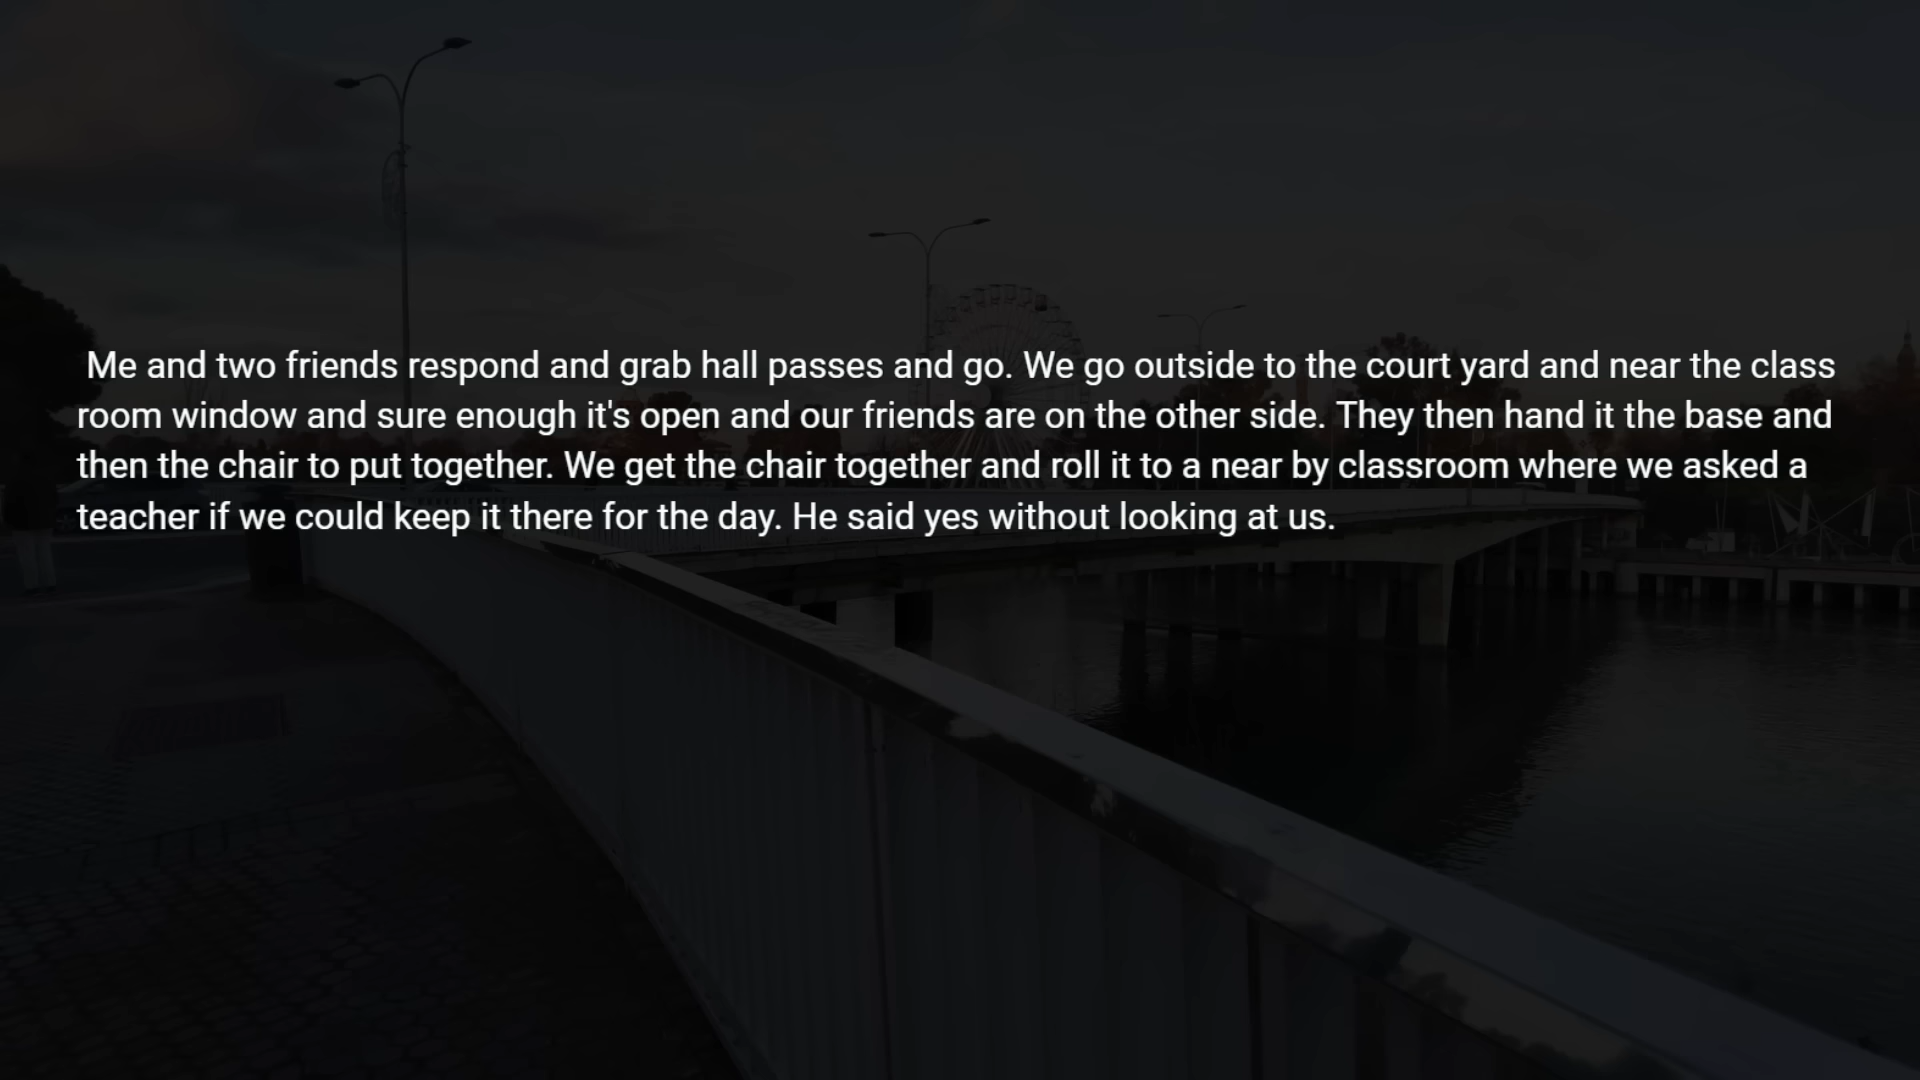 Me and two friends respond and grab hall passes and go. We go outside to the court yard and near the class
room window and sure enough it's open and our friends are on the other side. They then hand it the base and
then the chair to put together. We get the chair together and roll it to a near by classroom where we asked a
teacher if we could keep it there for the day. He said yes without looking at us.